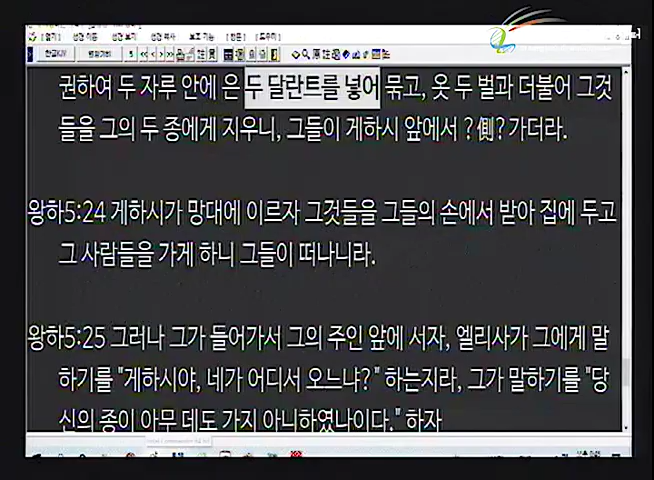 권하여 두 자루 안에 은 두 달란트를 넣어 묶고, 옷 두 벌과 더불어 그것
들을 그의 두 종에게 지우니, 그들이 게하시 앞에서 ?側?가더라.
왕하5:24 게하시가 망대에 이르자 그것들을 그들의 손에서 받아 집에 두고
그 사람들을 가게 하니 그들이 떠나니라.
왕하5:25 그러나 그가 들어가서 그의 주인 앞에 서자, 엘리사가 그에게 말
하기를 "게하시야, 네가 어디서 오느냐?" 하는지라, 그가 말하기를 "당
신의 종이 아무 데도 가지 아니하였나이다." 하자